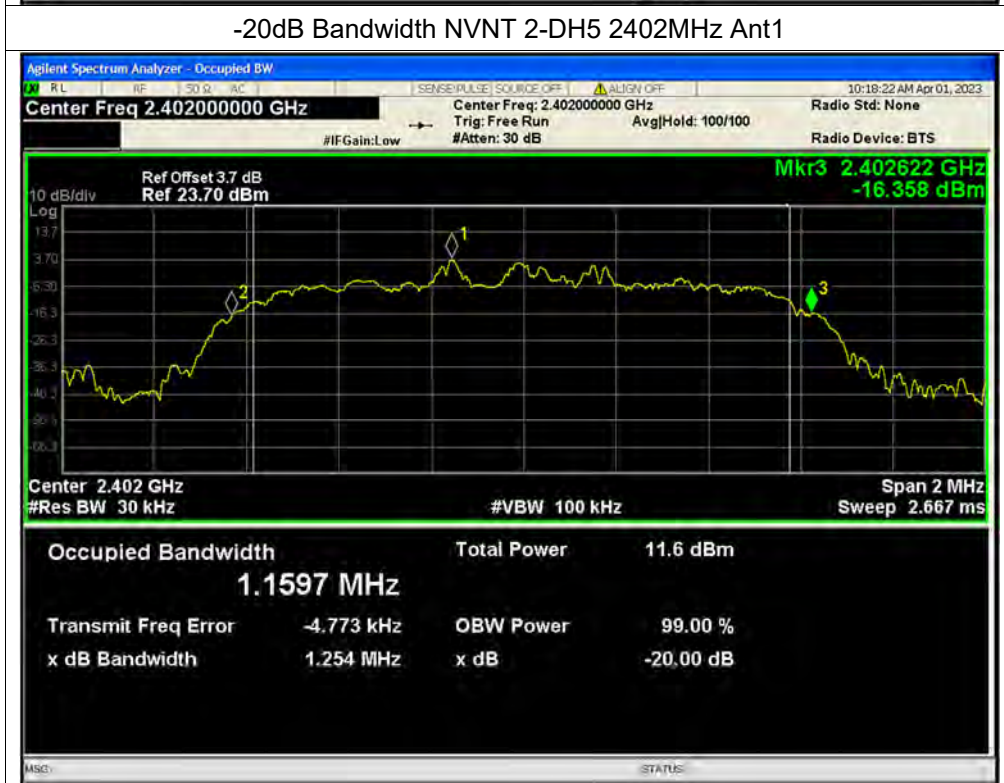 -20dB Bandwidth NVNT 2-DH5 2402MHz Ant1
Agilent Spectrum Analyzer - Occupied BW
RL RF 50 Ω AC SENSE:PULSE SOURCE OFF ALIGN OFF 10:18:22 AM Apr 01, 2023
Center Freq 2.402000000 GHz
Center Freq: 2.402000000 GHz
Radio Std: None
Trig: Free Run Avg|Hold: 100/100
#IFGain:Low #Atten: 30 dB Radio Device: BTS
Mkr3 2.402622 GHz
-16.358 dBm
Ref Offset 3.7 dB
10 dB/div Ref 23.70 dBm
Log
13.7
1
3.70
-6.30
2
3
-16.3
-26.3
-36.3
-46.3
-56.3
-66.3
Center 2.402 GHz Span 2 MHz
#Res BW 30 kHz #VBW 100 kHz Sweep 2.667 ms
Occupied Bandwidth Total Power 11.6 dBm
1.1597 MHz
Transmit Freq Error -4.773 kHz OBW Power 99.00 %
x dB Bandwidth 1.254 MHz x dB -20.00 dB
MSG STATUS